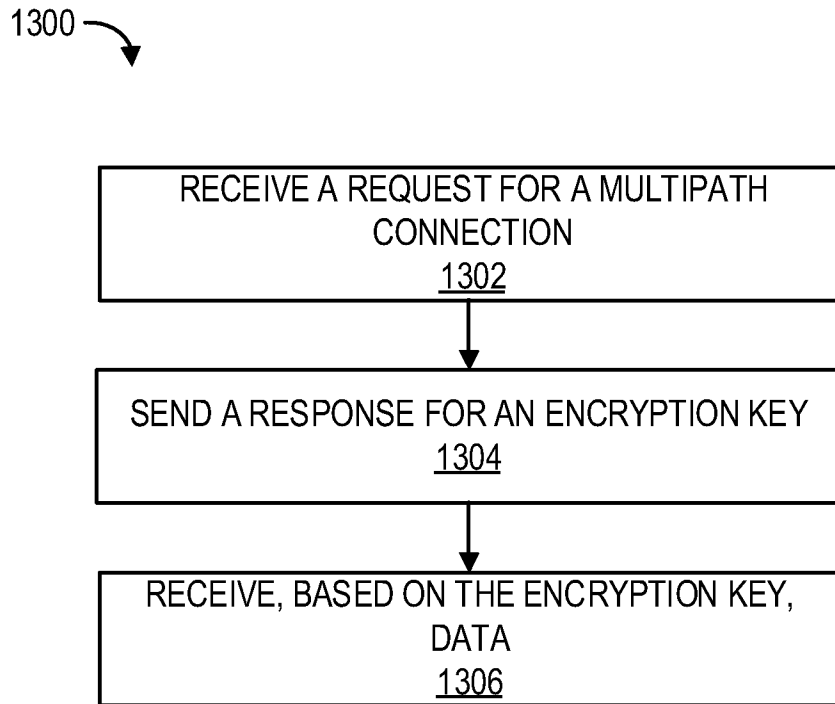 1300
RECEIVE A REQUEST FOR A MULTIPATH
CONNECTION
1302
SEND A RESPONSE FOR AN ENCRYPTION KEY
1304
RECEIVE, BASED ON THE ENCRYPTION KEY,
DATA
1306